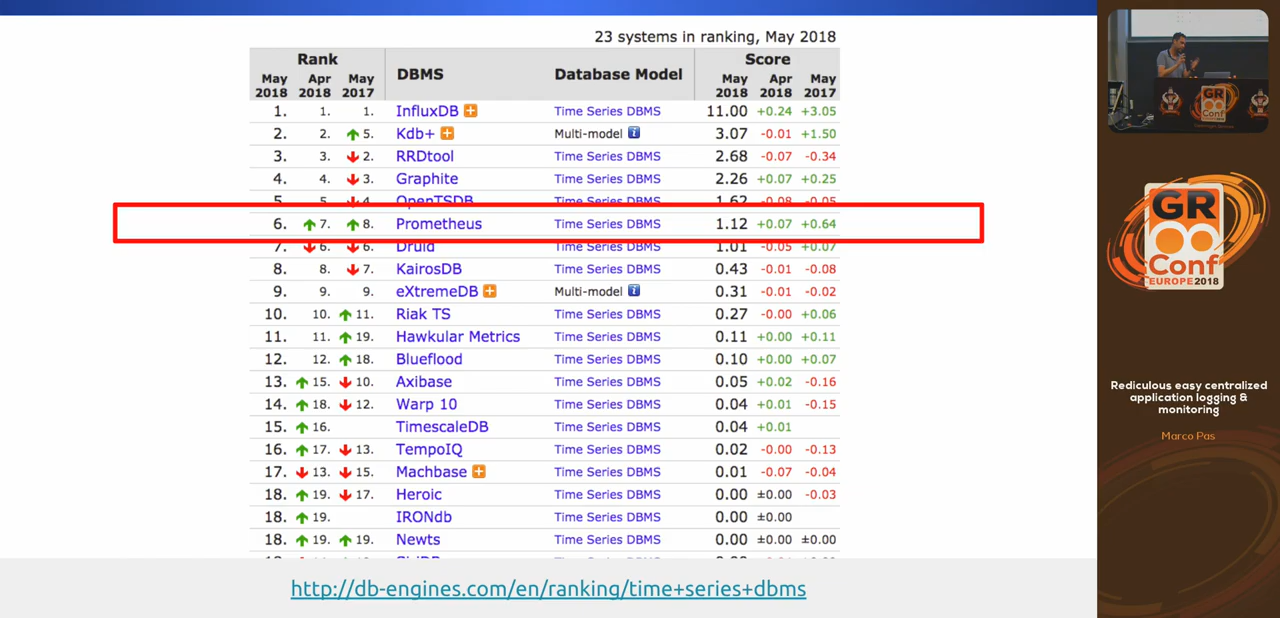 23 systems in ranking, May 2018
Rank DBMS Database Model Score
May 2018 Apr 2018 May 2017 May 2018 Apr 2018 May 2017
1. 1. 1. InfluxDB Time Series DBMS 11.00 +0.24 +3.05
2. 2. 5. Kdb+ Multi-model 3.07 -0.01 +1.50
3. 3. 2. RRDtool Time Series DBMS 2.68 -0.07 -0.34
4. 4. 3. Graphite Time Series DBMS 2.26 +0.07 +0.25
5. 5. 4. OpenTSDB Time Series DBMS 1.62 -0.08 -0.05
6. 7. 8. Prometheus Time Series DBMS 1.12 +0.07 +0.64
7. 6. 6. Druid Time Series DBMS 1.01 -0.05 +0.07
8. 8. 7. KairosDB Time Series DBMS 0.43 -0.01 -0.08
9. 9. 9. eXtremeDB Multi-model 0.31 -0.01 -0.02
10. 10. 11. Riak TS Time Series DBMS 0.27 -0.00 +0.06
11. 11. 19. Hawkular Metrics Time Series DBMS 0.11 +0.00 +0.11
12. 12. 18. Blueflood Time Series DBMS 0.10 +0.00 +0.07
13. 15. 10. Axibase Time Series DBMS 0.05 +0.02 -0.16
14. 18. 12. Warp 10 Time Series DBMS 0.04 +0.01 -0.15
15. 16. TimescaleDB Time Series DBMS 0.04 +0.01
16. 17. 13. TempoIQ Time Series DBMS 0.02 -0.00 -0.13
17. 13. 15. Machbase Time Series DBMS 0.01 -0.07 -0.04
18. 19. 17. Heroic Time Series DBMS 0.00 ±0.00 -0.03
18. 19. IRONdb Time Series DBMS 0.00 ±0.00
18. 19. 19. Newts Time Series DBMS 0.00 ±0.00 ±0.00
http://db-engines.com/en/ranking/time+series+dbms
GR
Conf
GR
Conf
EUROPE 2018
Rediculous easy centralized
application logging &
monitoring
Marco Pas